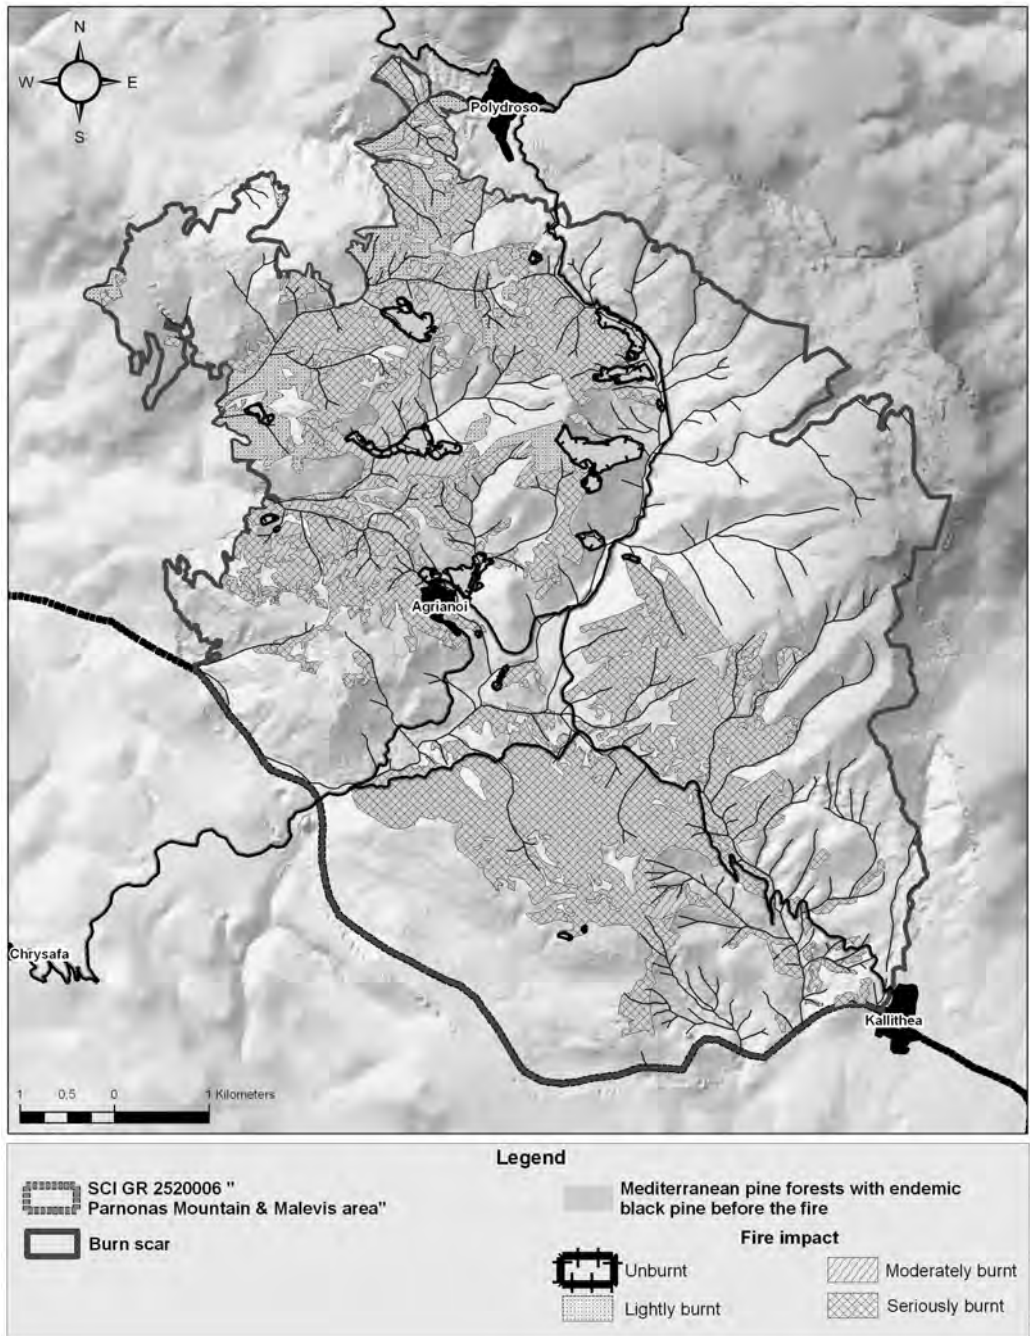 N
W E
S
Polydroso
Agrianoi
Chrysafa
Kallithea
1 0.5 0 1 Kilometers
Legend
SCI GR 2520006 "
Parnonas Mountain & Malevis area"
Burn scar
Mediterranean pine forests with endemic
black pine before the fire
Fire impact
Unburnt
Moderately burnt
Lightly burnt
Seriously burnt